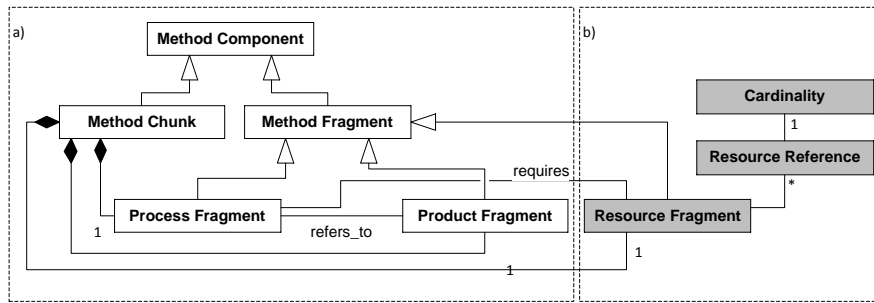 a)
Method Component
b)
Cardinality
1
Method Chunk
Method Fragment
Resource Reference
*
requires
Process Fragment
Product Fragment
Resource Fragment
1
refers_to
1
1